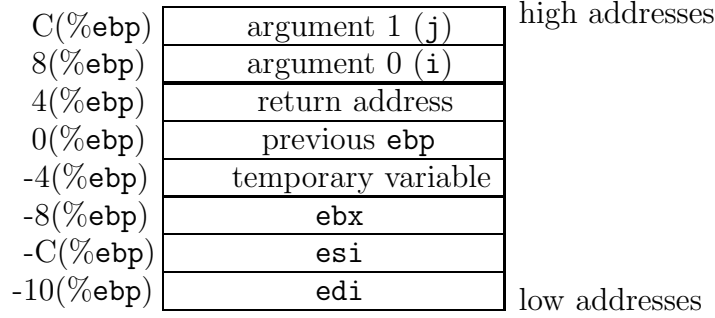 high addresses
C(%ebp) argument 1 (j)
8(%ebp) argument 0 (i)
4(%ebp) return address
0(%ebp) previous ebp
-4(%ebp) temporary variable
-8(%ebp) ebx
-C(%ebp) esi
-10(%ebp) edi
low addresses